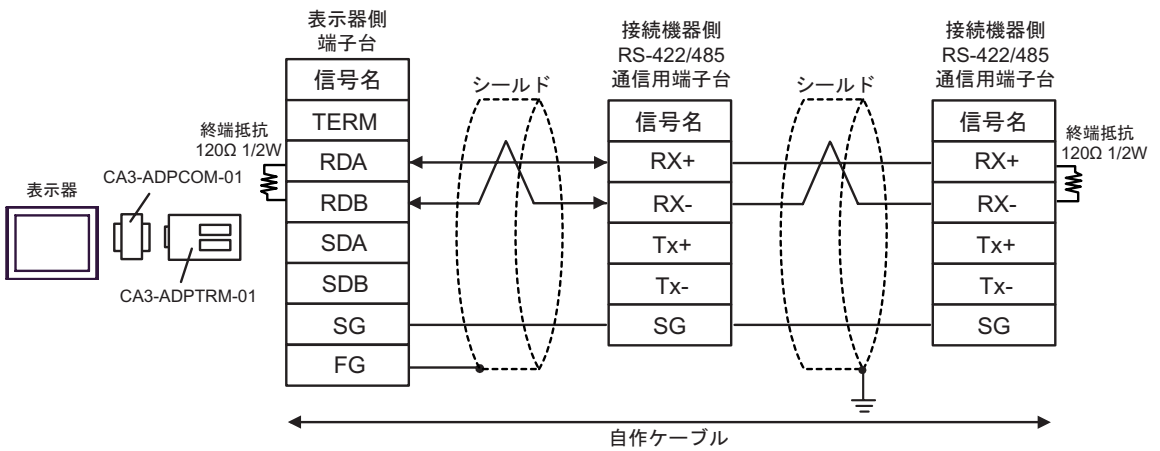 表示器側
端子台
信号名
TERM
RDA
RDB
SDA
SDB
SG
FG
終端抵抗
120Ω 1/2W
表示器
CA3-ADPCOM-01
CA3-ADPTRM-01
シールド
接続機器側
RS-422/485
通信用端子台
信号名
RX+
RX-
Tx+
Tx-
SG
シールド
接続機器側
RS-422/485
通信用端子台
信号名
RX+
RX-
Tx+
Tx-
SG
終端抵抗
120Ω 1/2W
自作ケーブル